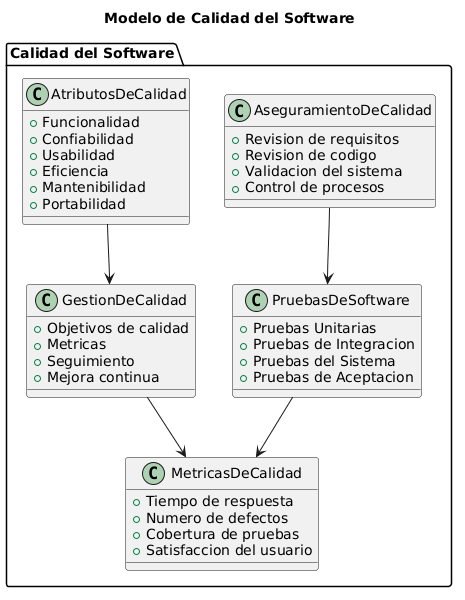 Modelo de Calidad del Software
Calidad del Software
C AtributosDeCalidad
Funcionalidad
Confiabilidad
Usabilidad
Eficiencia
Mantenibilidad
Portabilidad
C AseguramientoDeCalidad
Revision de requisitos
Revision de codigo
Validacion del sistema
Control de procesos
C GestionDeCalidad
Objetivos de calidad
Metricas
Seguimiento
Mejora continua
C PruebasDeSoftware
Pruebas Unitarias
Pruebas de Integracion
Pruebas del Sistema
Pruebas de Aceptacion
C MetricasDeCalidad
Tiempo de respuesta
Numero de defectos
Cobertura de pruebas
Satisfaccion del usuario